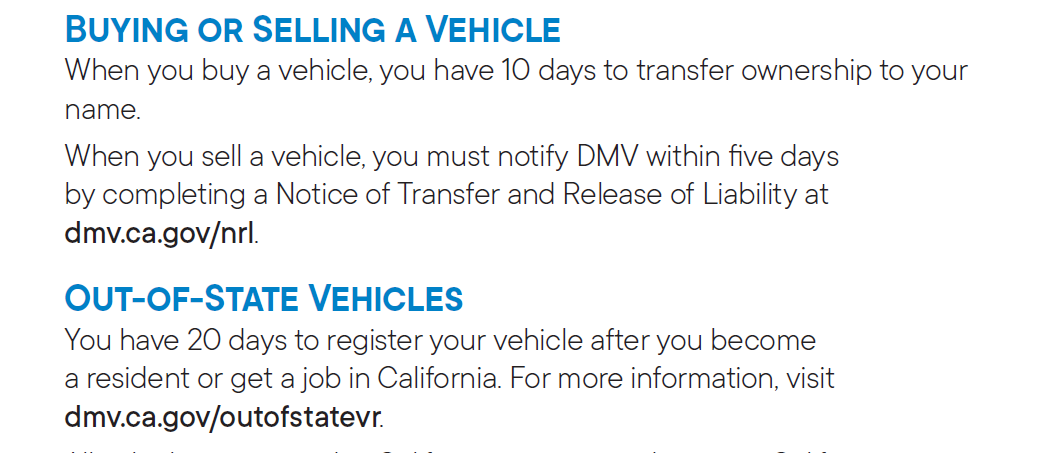 BUYING OR SELLING A VEHICLE
When you buy a vehicle, you have 10 days to transfer ownership to your
name.
When you sell a vehicle, you must notify DMV within five days
by completing a Notice of Transfer and Release of Liability at
dmv.ca.gov/nrl.
OUT-OF-STATE VEHICLES
You have 20 days to register your vehicle after you become
a resident or get a job in California. For more information, visit
dmv.ca.gov/outofstatevr.